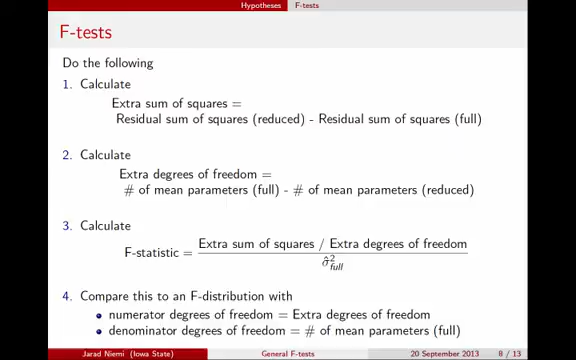 Hypotheses F-tests
F-tests
Do the following
1. Calculate
Extra sum of squares =
Residual sum of squares (reduced) - Residual sum of squares (full)
2. Calculate
Extra degrees of freedom =
# of mean parameters (full) - # of mean parameters (reduced)
3. Calculate
F-statistic = Extra sum of squares / Extra degrees of freedom
σ̂²full
4. Compare this to an F-distribution with
numerator degrees of freedom = Extra degrees of freedom
denominator degrees of freedom = # of mean parameters (full)
Jarad Niemi (Iowa State) General F-tests 20 September 2013 8 / 13